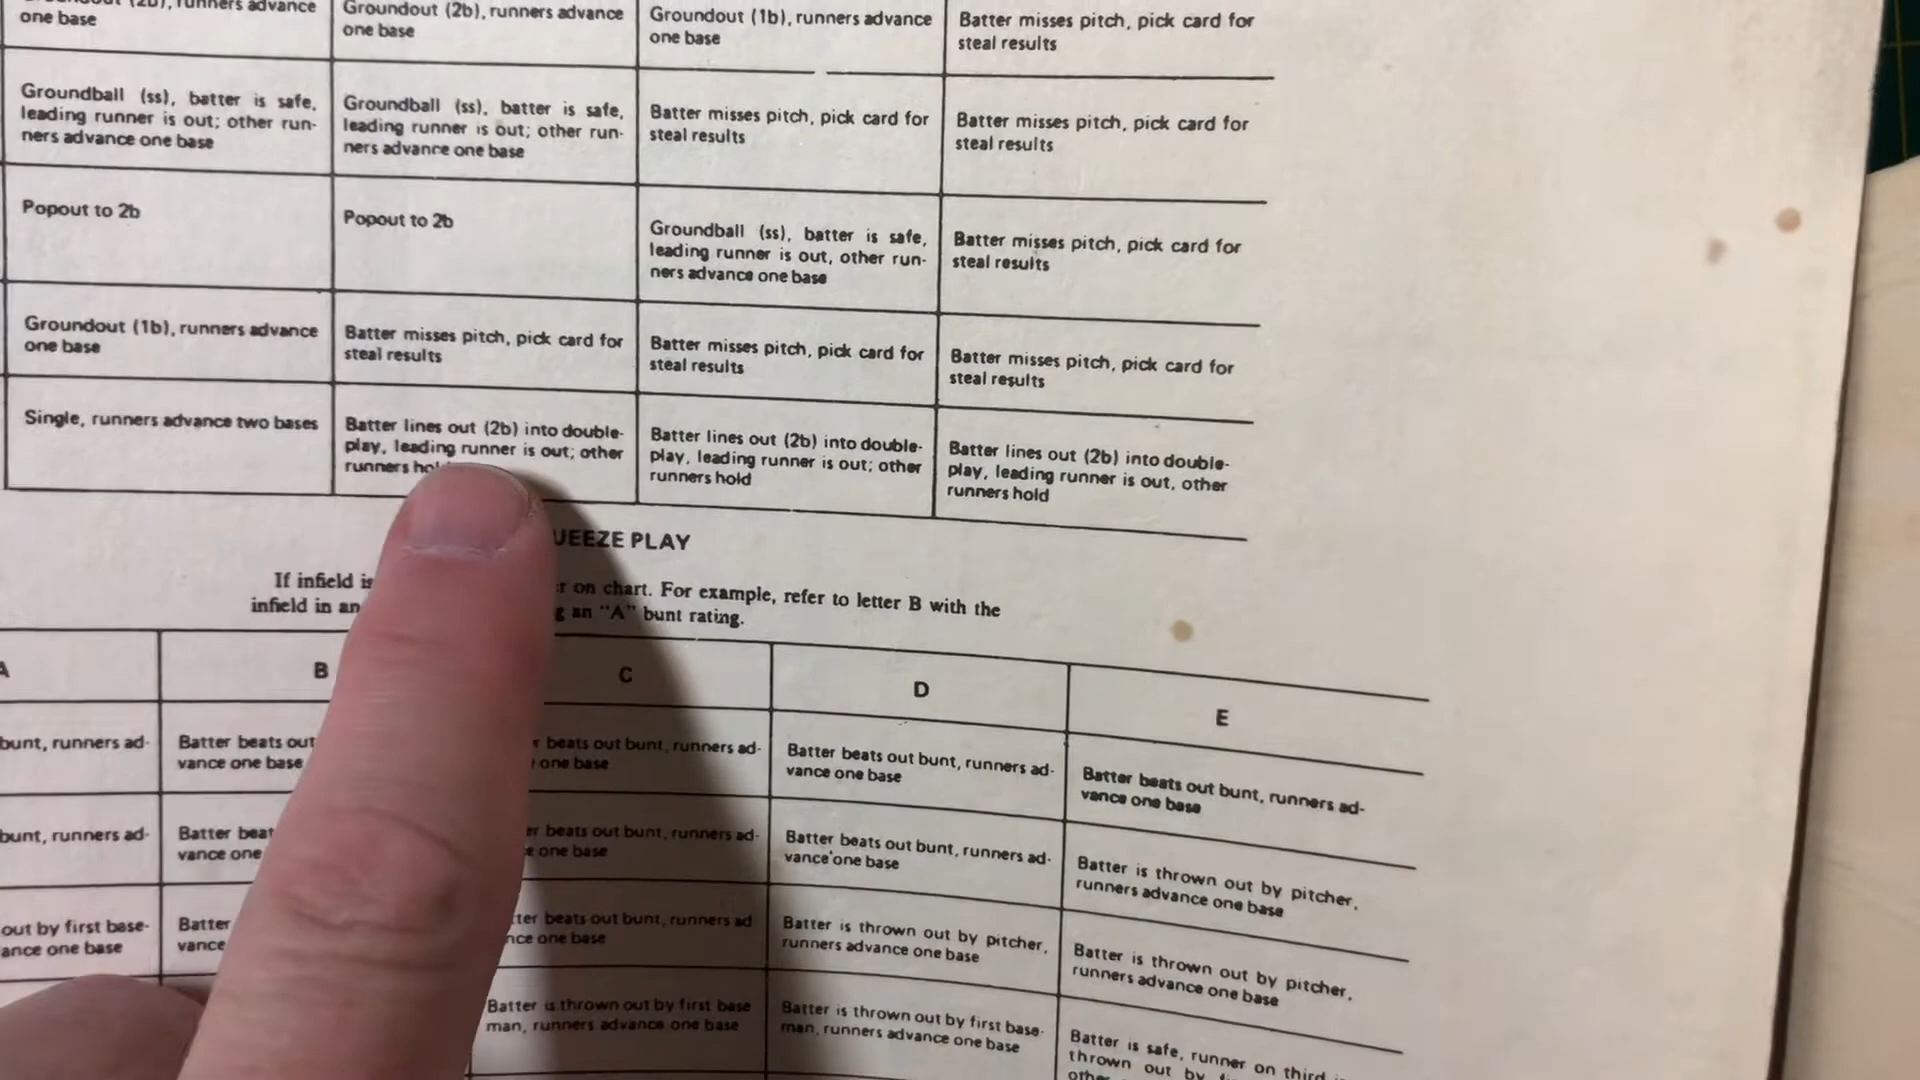 runners advance
one base
Groundout (2b), runners advance
one base
Groundout (1b), runners advance
one base
Batter misses pitch, pick card for
steal results
Groundball (ss), batter is safe,
leading runner is out; other run-
ners advance one base
Groundball (ss), batter is safe,
leading runner is out; other run-
ners advance one base
Batter misses pitch, pick card for
steal results
Batter misses pitch, pick card for
steal results
Popout to 2b
Popout to 2b
Groundball (ss), batter is safe,
leading runner is out, other run-
ners advance one base
Batter misses pitch, pick card for
steal results
Groundout (1b), runners advance
one base
Batter misses pitch, pick card for
steal results
Batter misses pitch, pick card for
steal results
Batter misses pitch, pick card for
steal results
Single, runners advance two bases
Batter lines out (2b) into double-
play, leading runner is out; other
runners
Batter lines out (2b) into double-
play, leading runner is out; other
runners hold
Batter lines out (2b) into double-
play, leading runner is out, other
runners hold
PLAY
If infield is on chart. For example, refer to letter B with the
infield in an "A" bunt rating.
A
B
C
D
E
bunt, runners ad-
Batter beats out
vance one base
beats out bunt, runners ad-
one base
Batter beats out bunt, runners ad-
vance one base
Batter beats out bunt, runners ad-
vance one base
bunt, runners ad-
Batter beat
vance one
beats out bunt, runners ad-
one base
Batter beats out bunt, runners ad-
vance one base
Batter is thrown out by pitcher,
runners advance one base
out by first base-
ance one base
Batter
vance
beats out bunt, runners ad
one base
Batter is thrown out by pitcher,
runners advance one base
Batter is thrown out by pitcher,
runners advance one base
Batter is thrown out by first base
man, runners advance one base
Batter is thrown out by first base-
man, runners advance one base
Batter is safe, runner on third
thrown out by